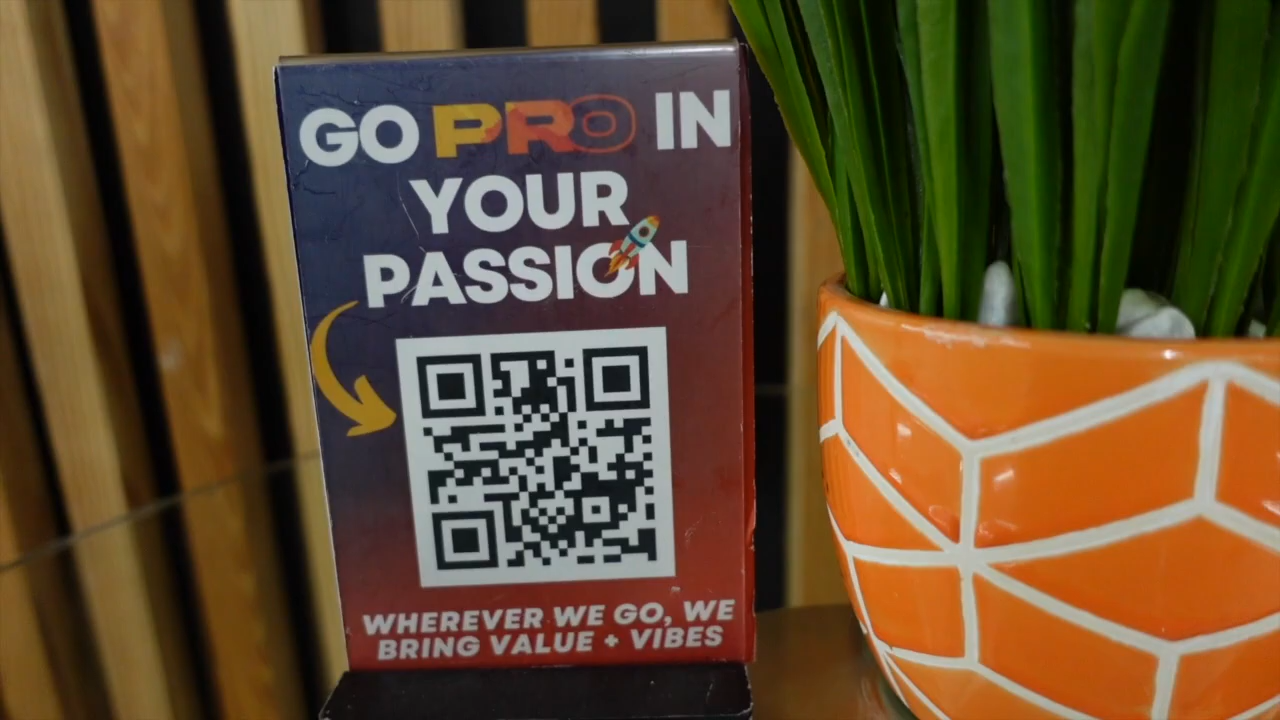 GO PRO IN
YOUR
PASSION
WHEREVER WE GO, WE
BRING VALUE + VIBES